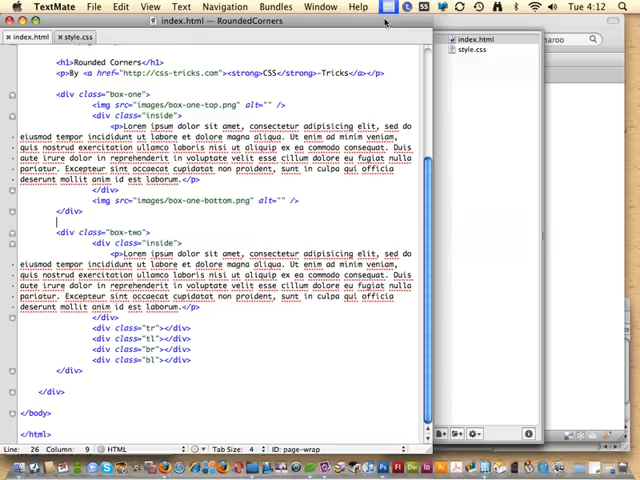 TextMate File Edit View Text Navigation Bundles Window Help Tue 4:12
index.html — RoundedCorners
index.html style.css
<h1>Rounded Corners</h1>
<p>By <a href="http://css-tricks.com"><strong>CSS</strong>-Tricks</a></p>
<div class="box-one">
<img src="images/box-one-top.png" alt="" />
<div class="inside">
<p>Lorem ipsum dolor sit amet, consectetur adipisicing elit, sed do
eiusmod tempor incididunt ut labore et dolore magna aliqua. Ut enim ad minim veniam,
quis nostrud exercitation ullamco laboris nisi ut aliquip ex ea commodo consequat. Duis
aute irure dolor in reprehenderit in voluptate velit esse cillum dolore eu fugiat nulla
pariatur. Excepteur sint occaecat cupidatat non proident, sunt in culpa qui officia
deserunt mollit anim id est laborum.</p>
</div>
<img src="images/box-one-bottom.png" alt="" />
</div>
<div class="box-two">
<div class="inside">
<p>Lorem ipsum dolor sit amet, consectetur adipisicing elit, sed do
eiusmod tempor incididunt ut labore et dolore magna aliqua. Ut enim ad minim veniam,
quis nostrud exercitation ullamco laboris nisi ut aliquip ex ea commodo consequat. Duis
aute irure dolor in reprehenderit in voluptate velit esse cillum dolore eu fugiat nulla
pariatur. Excepteur sint occaecat cupidatat non proident, sunt in culpa qui officia
deserunt mollit anim id est laborum.</p>
</div>
<div class="tr"></div>
<div class="tl"></div>
<div class="br"></div>
<div class="bl"></div>
</div>
</div>
</body>
</html>
Line: 26 Column: 9 HTML Tab Size: 4 ID: page-wrap
index.html
style.css
aroo